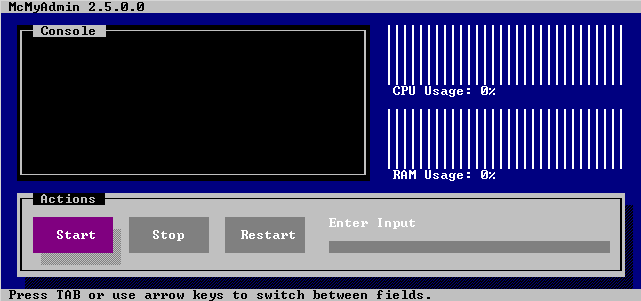 McMyAdmin 2.5.0.0
Console
CPU Usage: 0%
RAM Usage: 0%
Actions
Start Stop Restart Enter Input
Press TAB or use arrow keys to switch between fields.